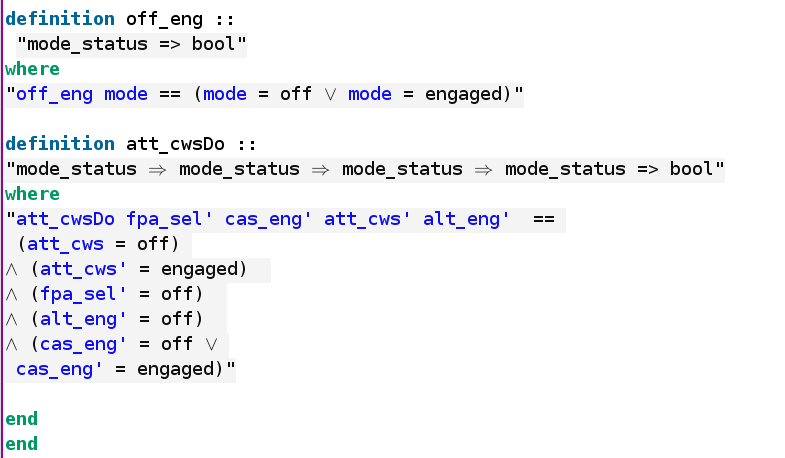 definition off_eng ::
"mode_status => bool"
where
"off_eng mode == (mode = off ∨ mode = engaged)"
definition att_cwsDo ::
"mode_status ⇒ mode_status ⇒ mode_status ⇒ mode_status => bool"
where
"att_cwsDo fpa_sel' cas_eng' att_cws' alt_eng'  ==
(att_cws = off)
∧ (att_cws' = engaged)
∧ (fpa_sel' = off)
∧ (alt_eng' = off)
∧ (cas_eng' = off ∨
cas_eng' = engaged)"
end
end